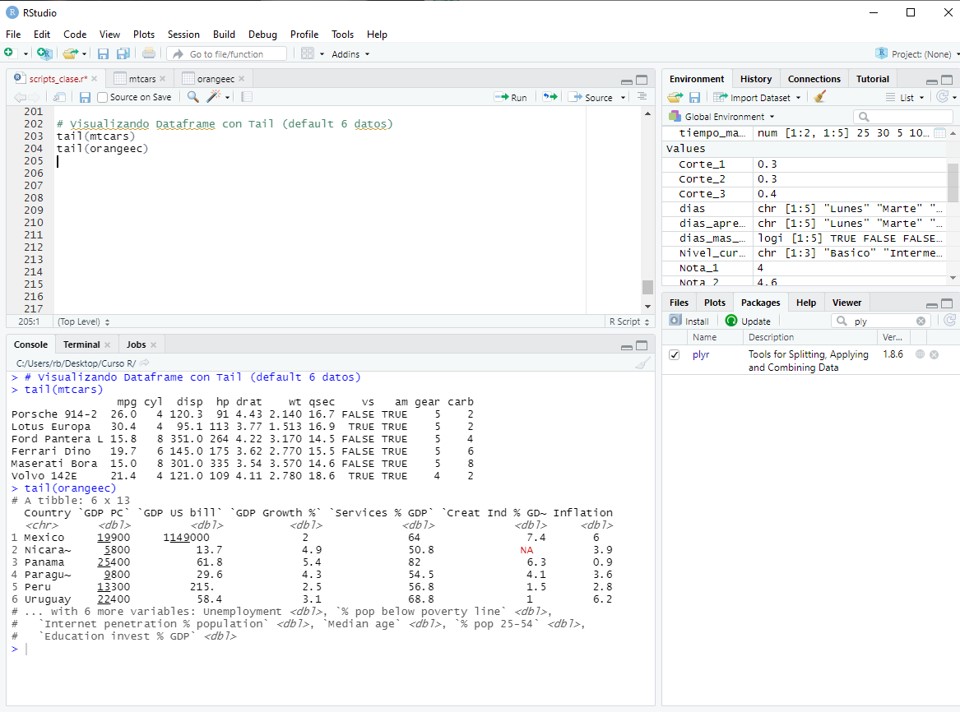 RStudio
File Edit Code View Plots Session Build Debug Profile Tools Help
Go to file/function Addins Project: (None)
scripts_clase.r* mtcars orangeec
Source on Save Run Source
201
202 # Visualizando Dataframe con Tail (default 6 datos)
203 tail(mtcars)
204 tail(orangeec)
205
206
207
208
209
210
211
212
213
214
215
216
217
205:1 (Top Level) R Script
Console Terminal Jobs
C:/Users/rb/Desktop/Curso R/
> # Visualizando Dataframe con Tail (default 6 datos)
> tail(mtcars)
mpg cyl disp hp drat wt qsec vs am gear carb
Porsche 914-2 26.0 4 120.3 91 4.43 2.140 16.7 FALSE TRUE 5 2
Lotus Europa 30.4 4 95.1 113 3.77 1.513 16.9 TRUE TRUE 5 2
Ford Pantera L 15.8 8 351.0 264 4.22 3.170 14.5 FALSE TRUE 5 4
Ferrari Dino 19.7 6 145.0 175 3.62 2.770 15.5 FALSE TRUE 5 6
Maserati Bora 15.0 8 301.0 335 3.54 3.570 14.6 FALSE TRUE 5 8
Volvo 142E 21.4 4 121.0 109 4.11 2.780 18.6 TRUE TRUE 4 2
> tail(orangeec)
# A tibble: 6 x 13
Country `GDP PC` `GDP US bill` `GDP Growth %` `Services % GDP` `Creat Ind % GD~ Inflation
<chr> <dbl> <dbl> <dbl> <dbl> <dbl> <dbl>
1 Mexico 19900 1149000 2 64 7.4 6
2 Nicara~ 5800 13.7 4.9 50.8 NA 3.9
3 Panama 25400 61.8 5.4 82 6.3 0.9
4 Paragu~ 9800 29.6 4.3 54.5 4.1 3.6
5 Peru 13300 215. 2.5 56.8 1.5 2.8
6 Uruguay 22400 58.4 3.1 68.8 1 6.2
# ... with 6 more variables: Unemployment <dbl>, `% pop below poverty line` <dbl>,
# `Internet penetration % population` <dbl>, `Median age` <dbl>, `% pop 25-54` <dbl>,
# `Education invest % GDP` <dbl>
>
Environment History Connections Tutorial
Import Dataset List
Global Environment
tiempo_ma... num [1:2, 1:5] 25 30 5 10...
Values
Corte_1 0.3
Corte_2 0.3
Corte_3 0.4
dias chr [1:5] "Lunes" "Marte" "...
dias_apre... chr [1:5] "Lunes" "Marte" "...
dias_mas_... logi [1:5] TRUE FALSE FALSE...
Nivel_cur... chr [1:3] "Basico" "Interme...
Nota_1 4
Nota_2 4.6
Files Plots Packages Help Viewer
Install Update ply
Name Description Ver...
plyr Tools for Splitting, Applying 1.8.6
and Combining Data